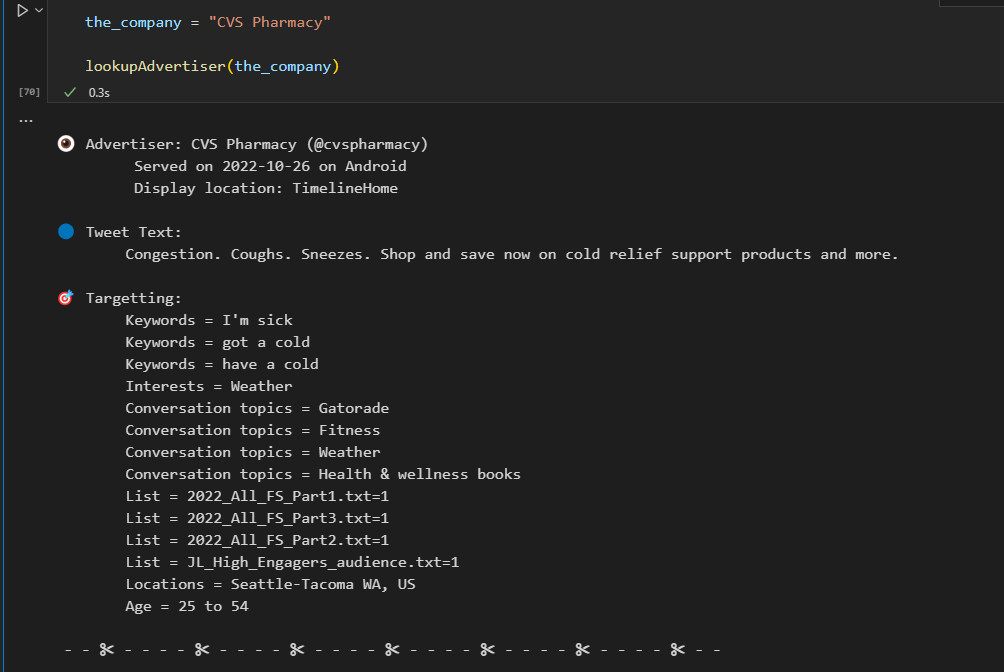 the_company = "CVS Pharmacy"
lookupAdvertiser(the_company)
[70]
0.3s
...
Advertiser: CVS Pharmacy (@cvspharmacy)
Served on 2022-10-26 on Android
Display location: TimelineHome
Tweet Text:
Congestion. Coughs. Sneezes. Shop and save now on cold relief support products and more.
Targetting:
Keywords = I'm sick
Keywords = got a cold
Keywords = have a cold
Interests = Weather
Conversation topics = Gatorade
Conversation topics = Fitness
Conversation topics = Weather
Conversation topics = Health & wellness books
List = 2022_All_FS_Part1.txt=1
List = 2022_All_FS_Part3.txt=1
List = 2022_All_FS_Part2.txt=1
List = JL_High_Engagers_audience.txt=1
Locations = Seattle-Tacoma WA, US
Age = 25 to 54
- - ✂ - - - - ✂ - - - - ✂ - - - - ✂ - - - - ✂ - - - - ✂ - - - - ✂ - -